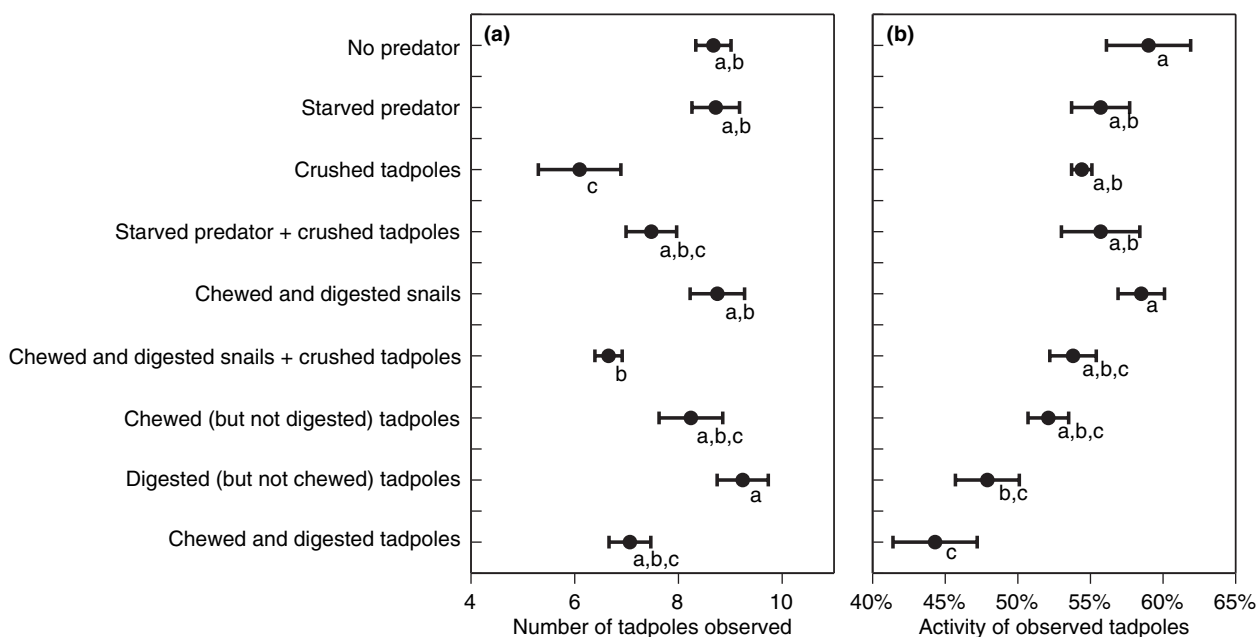 (a)
(b)
No predator
a,b
a
Starved predator
a,b
a,b
Crushed tadpoles
c
a,b
Starved predator + crushed tadpoles
a,b,c
a,b
Chewed and digested snails
a,b
a
Chewed and digested snails + crushed tadpoles
b
a,b,c
Chewed (but not digested) tadpoles
a,b,c
a,b,c
Digested (but not chewed) tadpoles
a
b,c
Chewed and digested tadpoles
a,b,c
c
4 6 8 10
40% 45% 50% 55% 60% 65%
Number of tadpoles observed
Activity of observed tadpoles